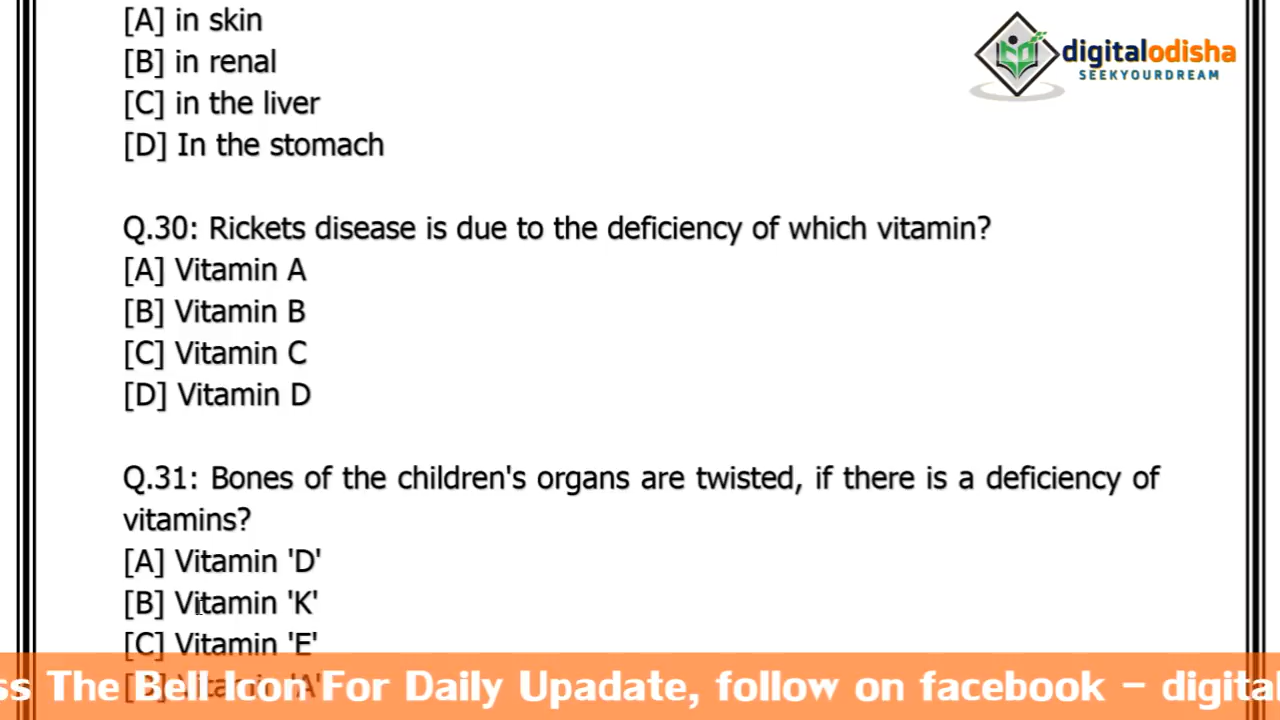 [A] in skin
[B] in renal
[C] in the liver
[D] In the stomach
digitalodisha
SEEKYOURDREAM
Q.30: Rickets disease is due to the deficiency of which vitamin?
[A] Vitamin A
[B] Vitamin B
[C] Vitamin C
[D] Vitamin D
Q.31: Bones of the children's organs are twisted, if there is a deficiency of
vitamins?
[A] Vitamin 'D'
[B] Vitamin 'K'
[C] Vitamin 'E'
[D] Vitamin 'A'
ss The Bell Icon For Daily Upadate, follow on facebook – digital